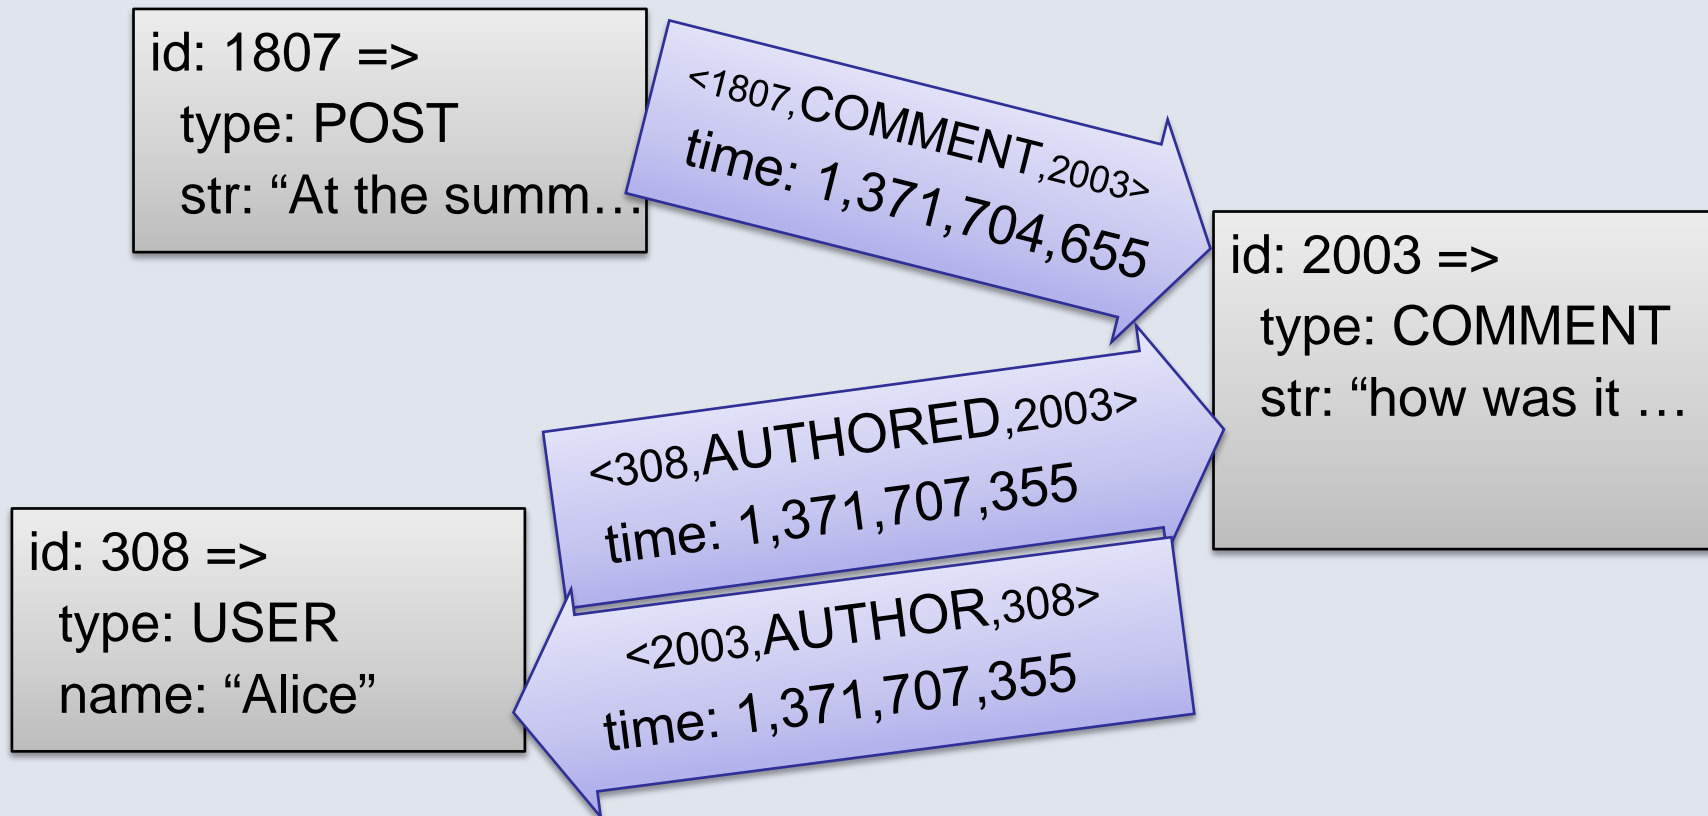 id: 1807 =>
type: POST
str: “At the summ…
<1807,COMMENT,2003>
time: 1,371,704,655
id: 2003 =>
type: COMMENT
str: “how was it …
<308,AUTHORED,2003>
time: 1,371,707,355
id: 308 =>
type: USER
name: “Alice”
<2003,AUTHOR,308>
time: 1,371,707,355